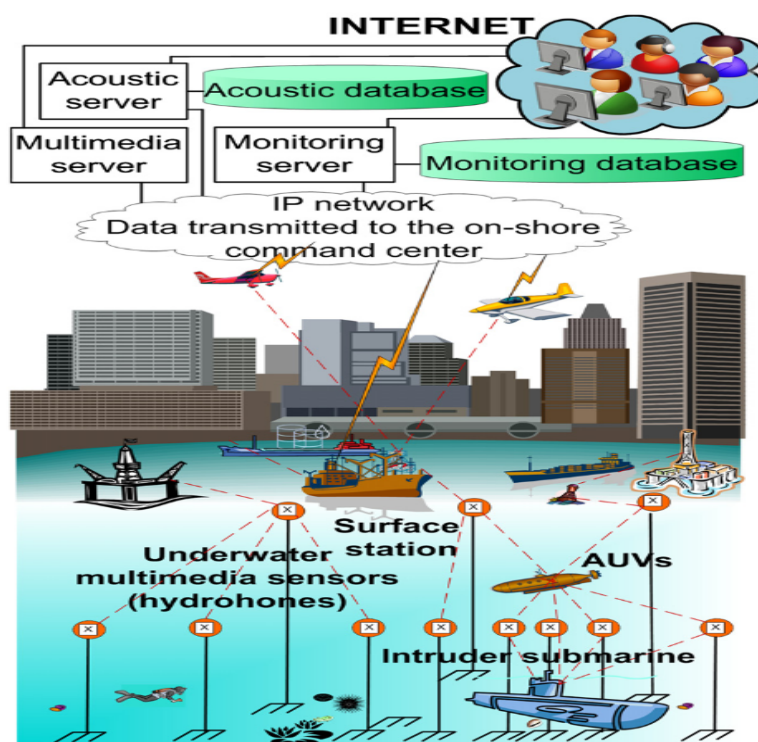 INTERNET
Acoustic
server
Acoustic database
Multimedia
server
Monitoring
server
Monitoring database
IP network
Data transmitted to the on-shore
command center
Surface
station
Underwater
multimedia sensors
(hydrohones)
AUVs
Intruder submarine